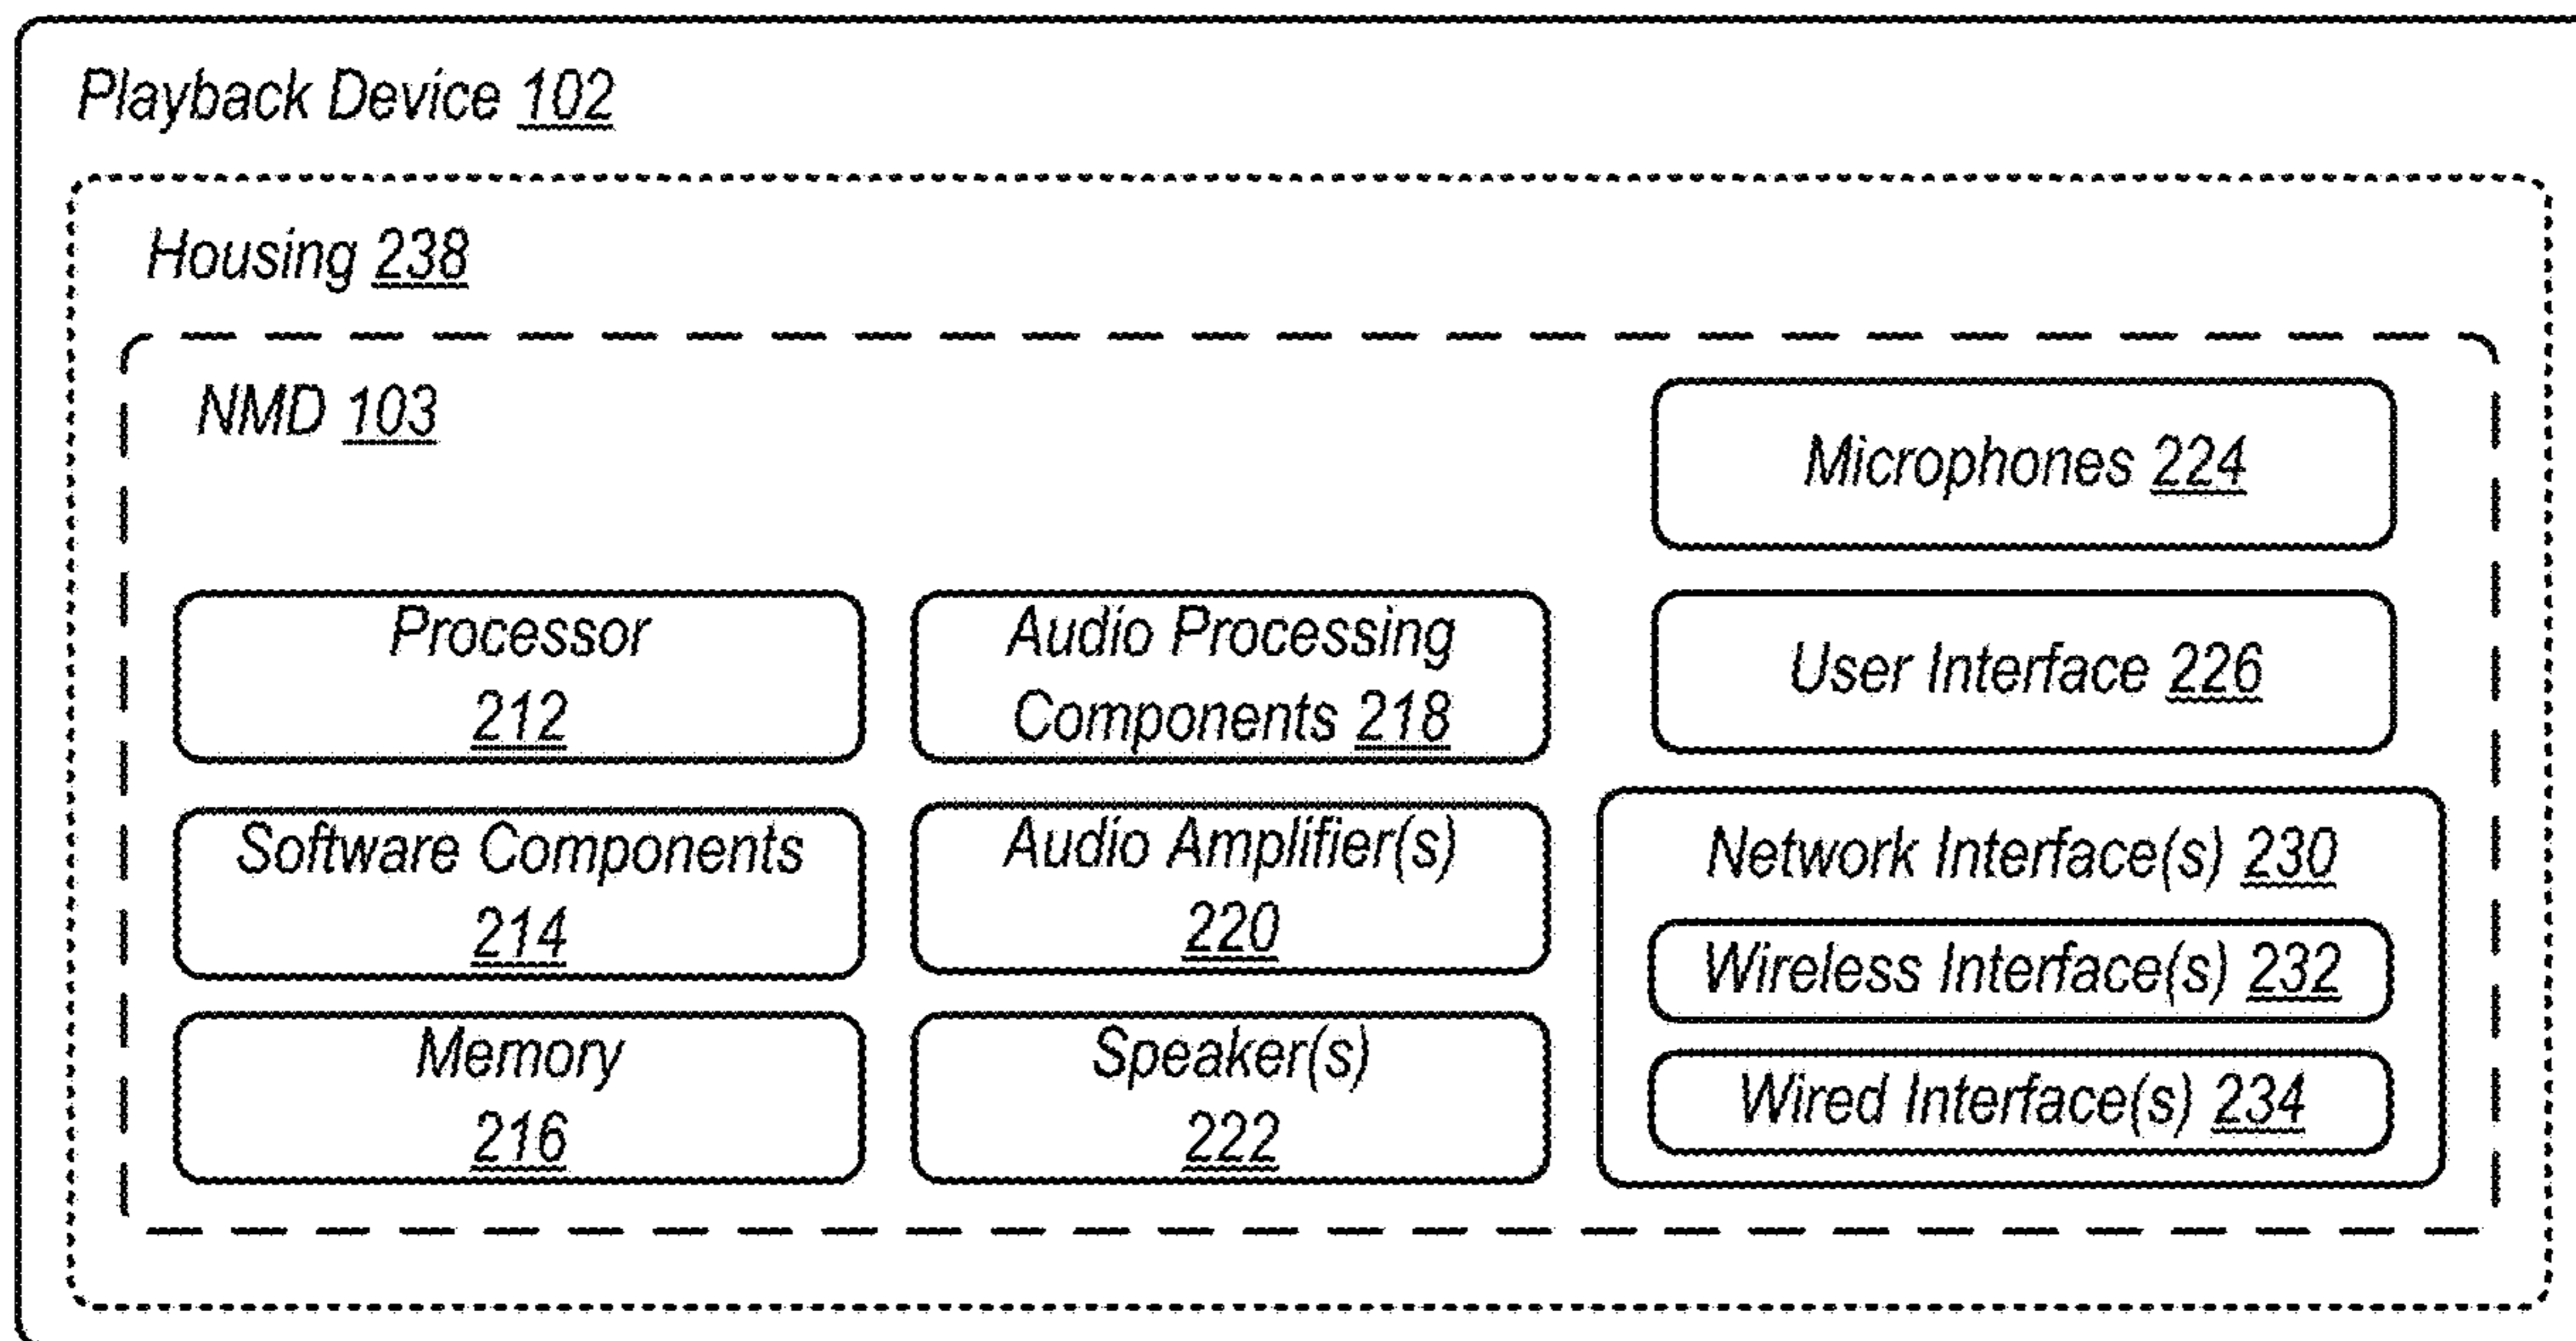 Playback Device 102
Housing 238
NMD 103
Microphones 224
Processor
212
Audio Processing
Components 218
User Interface 226
Software Components
214
Audio Amplifier(s)
220
Network Interface(s) 230
Wireless Interface(s) 232
Memory
216
Speaker(s)
222
Wired Interface(s) 234